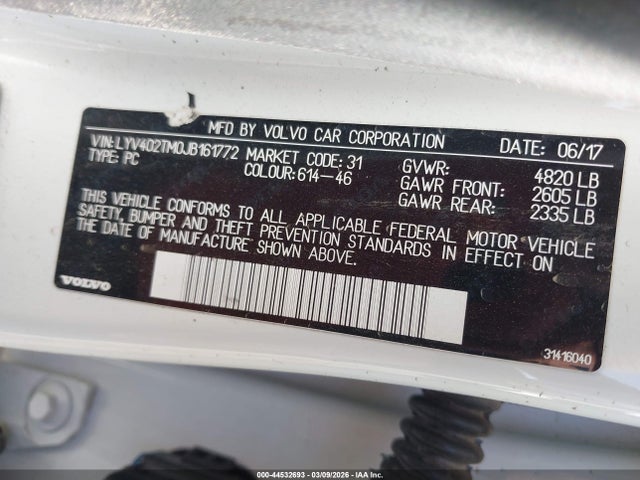 MFD BY VOLVO CAR CORPORATION DATE: 06/17
VIN: LYV402TM0JB161772 MARKET CODE: 31 GVWR: 4820 LB
TYPE: PC COLOUR: 614-46 GAWR FRONT: 2605 LB
GAWR REAR: 2335 LB
THIS VEHICLE CONFORMS TO ALL APPLICABLE FEDERAL MOTOR VEHICLE
SAFETY, BUMPER AND THEFT PREVENTION STANDARDS IN EFFECT ON
THE DATE OF MANUFACTURE SHOWN ABOVE.
VOLVO
31416040
000-44532693 - 03/09/2026 - IAA Inc.